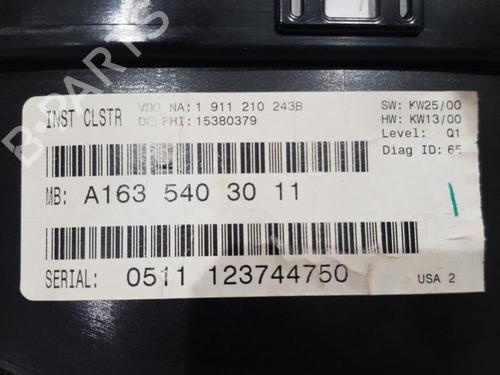 INST CLSTR
VDO NA: 1 911 210 243B
DELPHI: 15380379
SW: KW25/00
HW: KW13/00
Level: Q1
Diag ID: 65
MB: A163 540 30 11
SERIAL: 0511 123744750
USA 2